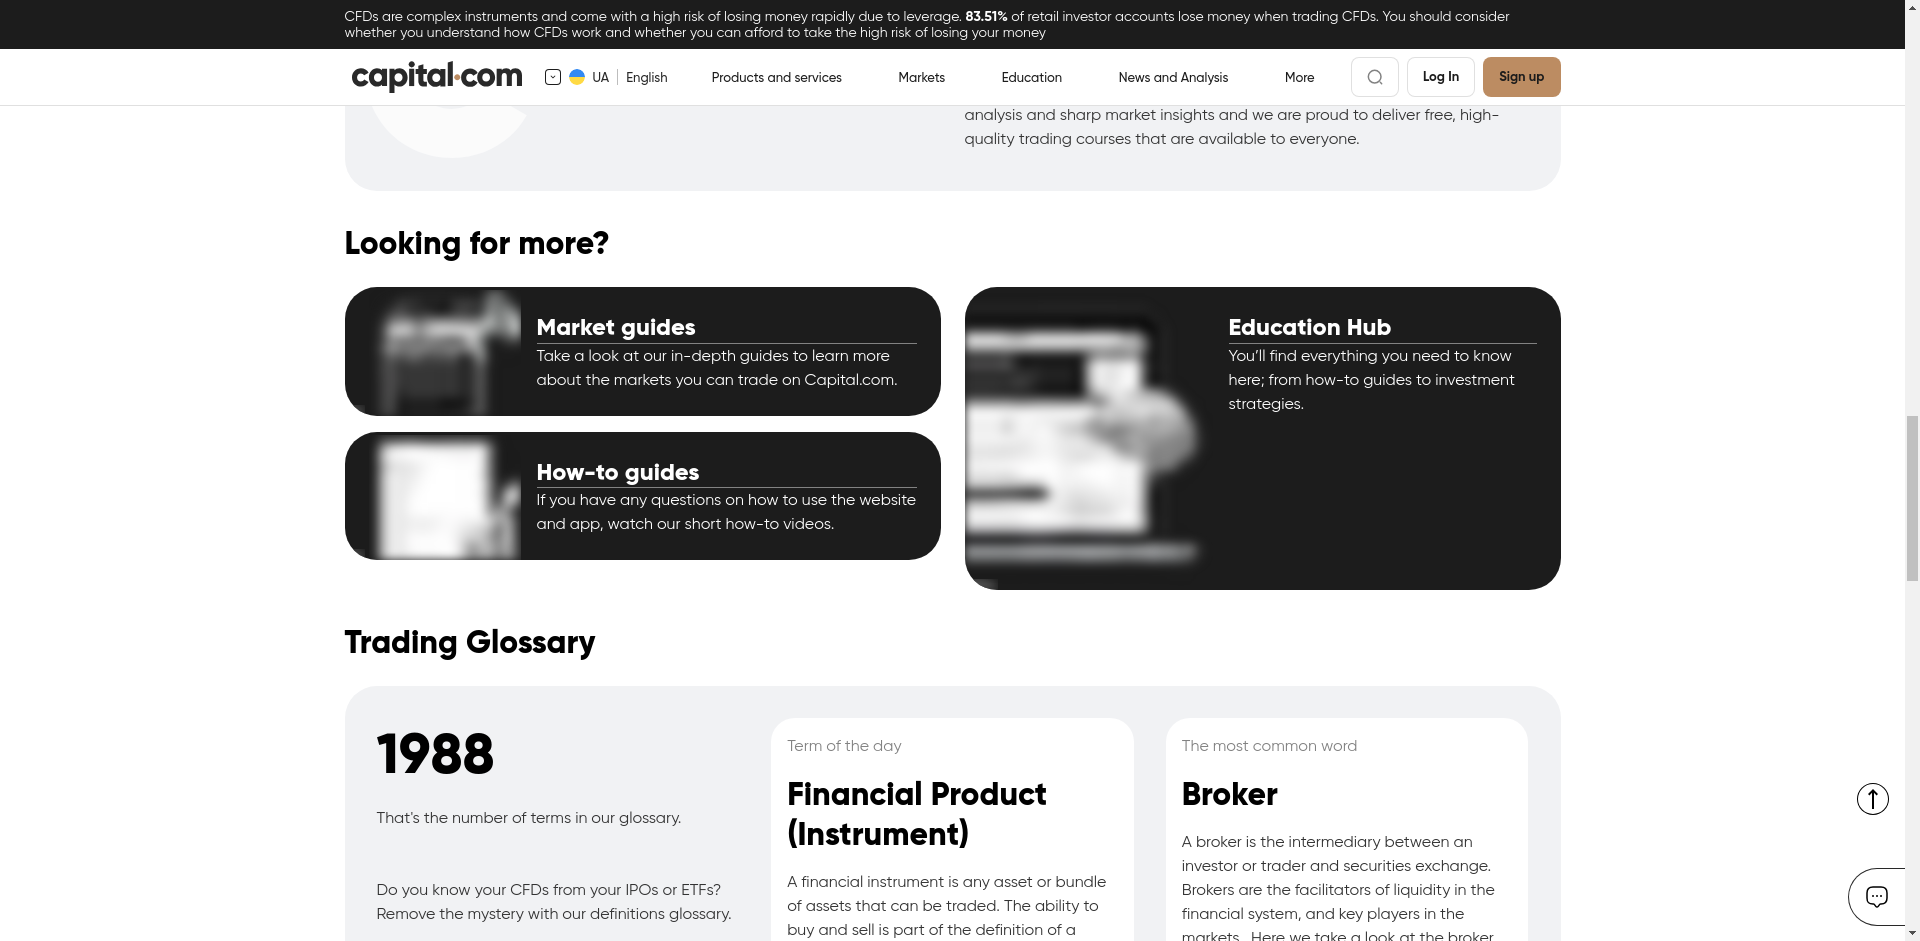 CFDs are complex instruments and come with a high risk of losing money rapidly due to leverage. 83.51% of retail investor accounts lose money when trading CFDs. You should consider
whether you understand how CFDs work and whether you can afford to take the high risk of losing your money
capital.com
UA
English
Products and services
Markets
Education
News and Analysis
More
Log In
Sign up
analysis and sharp market insights and we are proud to deliver free, high-
quality trading courses that are available to everyone.
Looking for more?
Market guides
Take a look at our in-depth guides to learn more
about the markets you can trade on Capital.com.
How-to guides
If you have any questions on how to use the website
and app, watch our short how-to videos.
Education Hub
You’ll find everything you need to know
here; from how-to guides to investment
strategies.
Trading Glossary
1988
That's the number of terms in our glossary.
Do you know your CFDs from your IPOs or ETFs?
Remove the mystery with our definitions glossary.
Term of the day
Financial Product
(Instrument)
A financial instrument is any asset or bundle
of assets that can be traded. The ability to
buy and sell is part of the definition of a
The most common word
Broker
A broker is the intermediary between an
investor or trader and securities exchange.
Brokers are the facilitators of liquidity in the
financial system, and key players in the
markets. Here we take a look at the broker